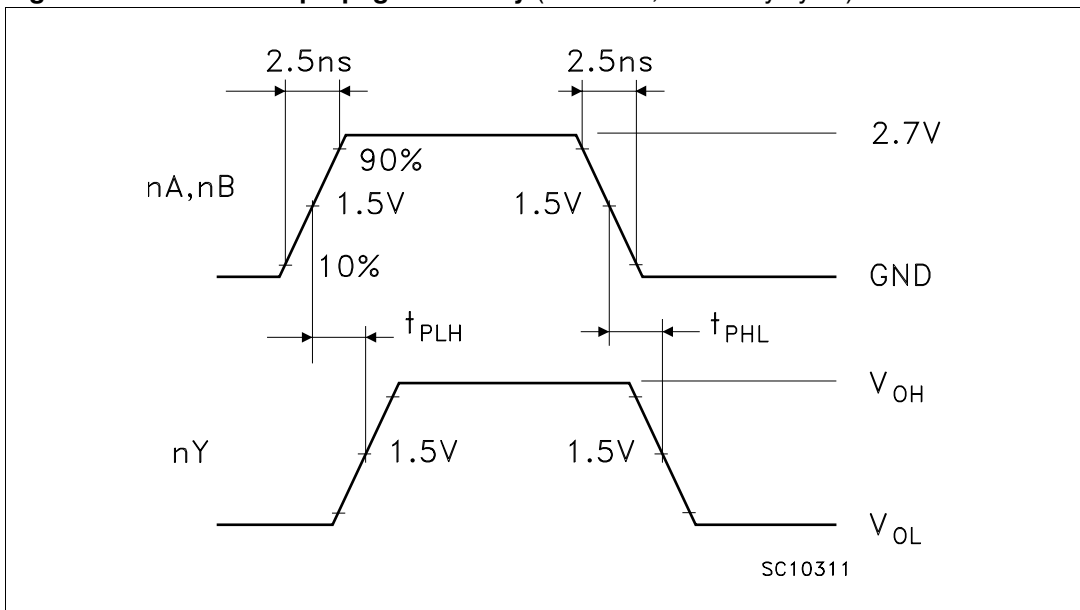 2.5ns 2.5ns
2.7V
90%
nA,nB 1.5V 1.5V
10% GND
tPLH tPHL
VOH
nY 1.5V 1.5V
VOL
SC10311